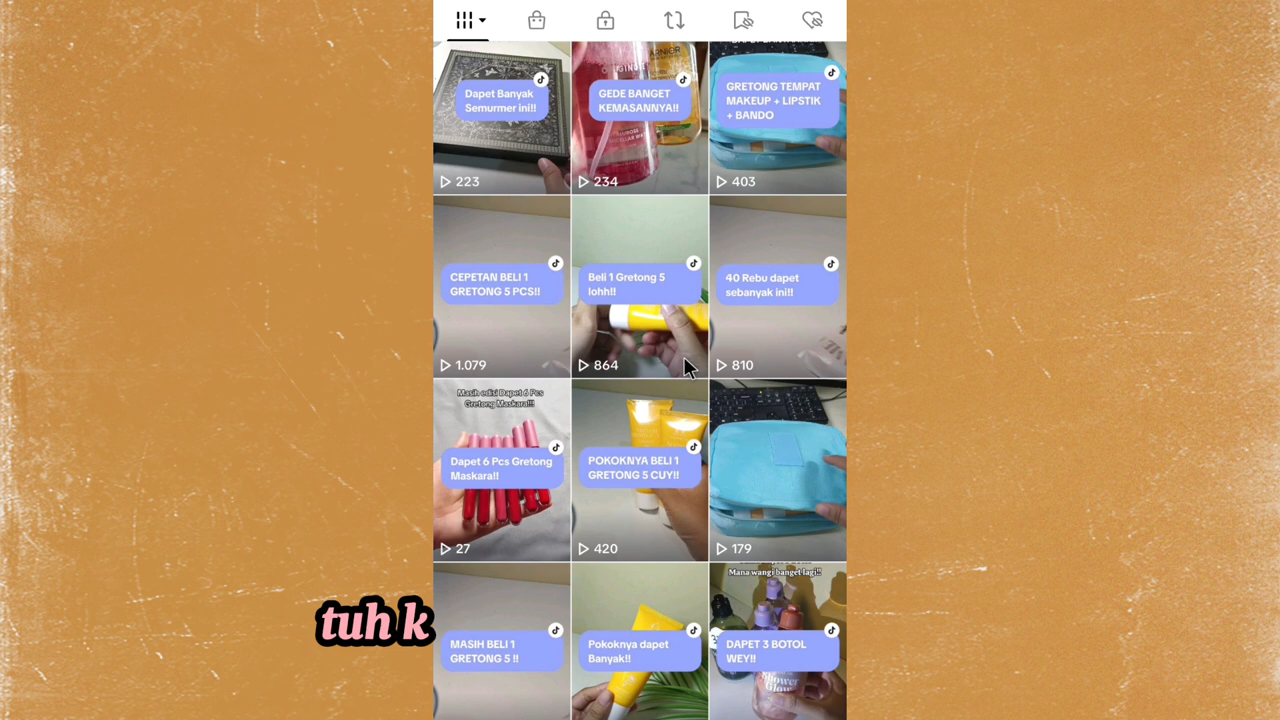 Dapet Banyak
Semurmer ini!!
223
GARNIER
GEDE BANGET
KEMASANNYA!!
234
GRETONG TEMPAT
MAKEUP + LIPSTIK
+ BANDO
403
CEPETAN BELI 1
GRETONG 5 PCS!!
1.079
Beli 1 Gretong 5
lohh!!
864
40 Rebu dapet
sebanyak ini!!
810
Masih edisi Dapet 6 Pcs
Gretong Maskara!!!
Dapet 6 Pcs Gretong
Maskara!!
27
POKOKNYA BELI 1
GRETONG 5 CUY!!
420
179
tuh k
MASIH BELI 1
GRETONG 5 !!
Pokoknya dapet
Banyak!!
Mana wangi banget lagi!!!
DAPET 3 BOTOL
WEY!!